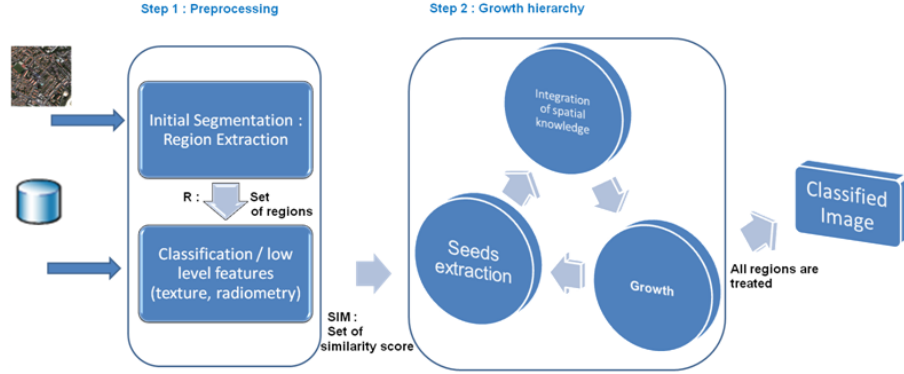 Step 1 : Preprocessing
Step 2 : Growth hierarchy
Initial Segmentation :
Region Extraction
R : Set
of regions
Classification / low
level features
(texture, radiometry)
SIM :
Set of
similarity score
Integration
of spatial
knowledge
Seeds
extraction
Growth
All regions are
treated
Classified
Image